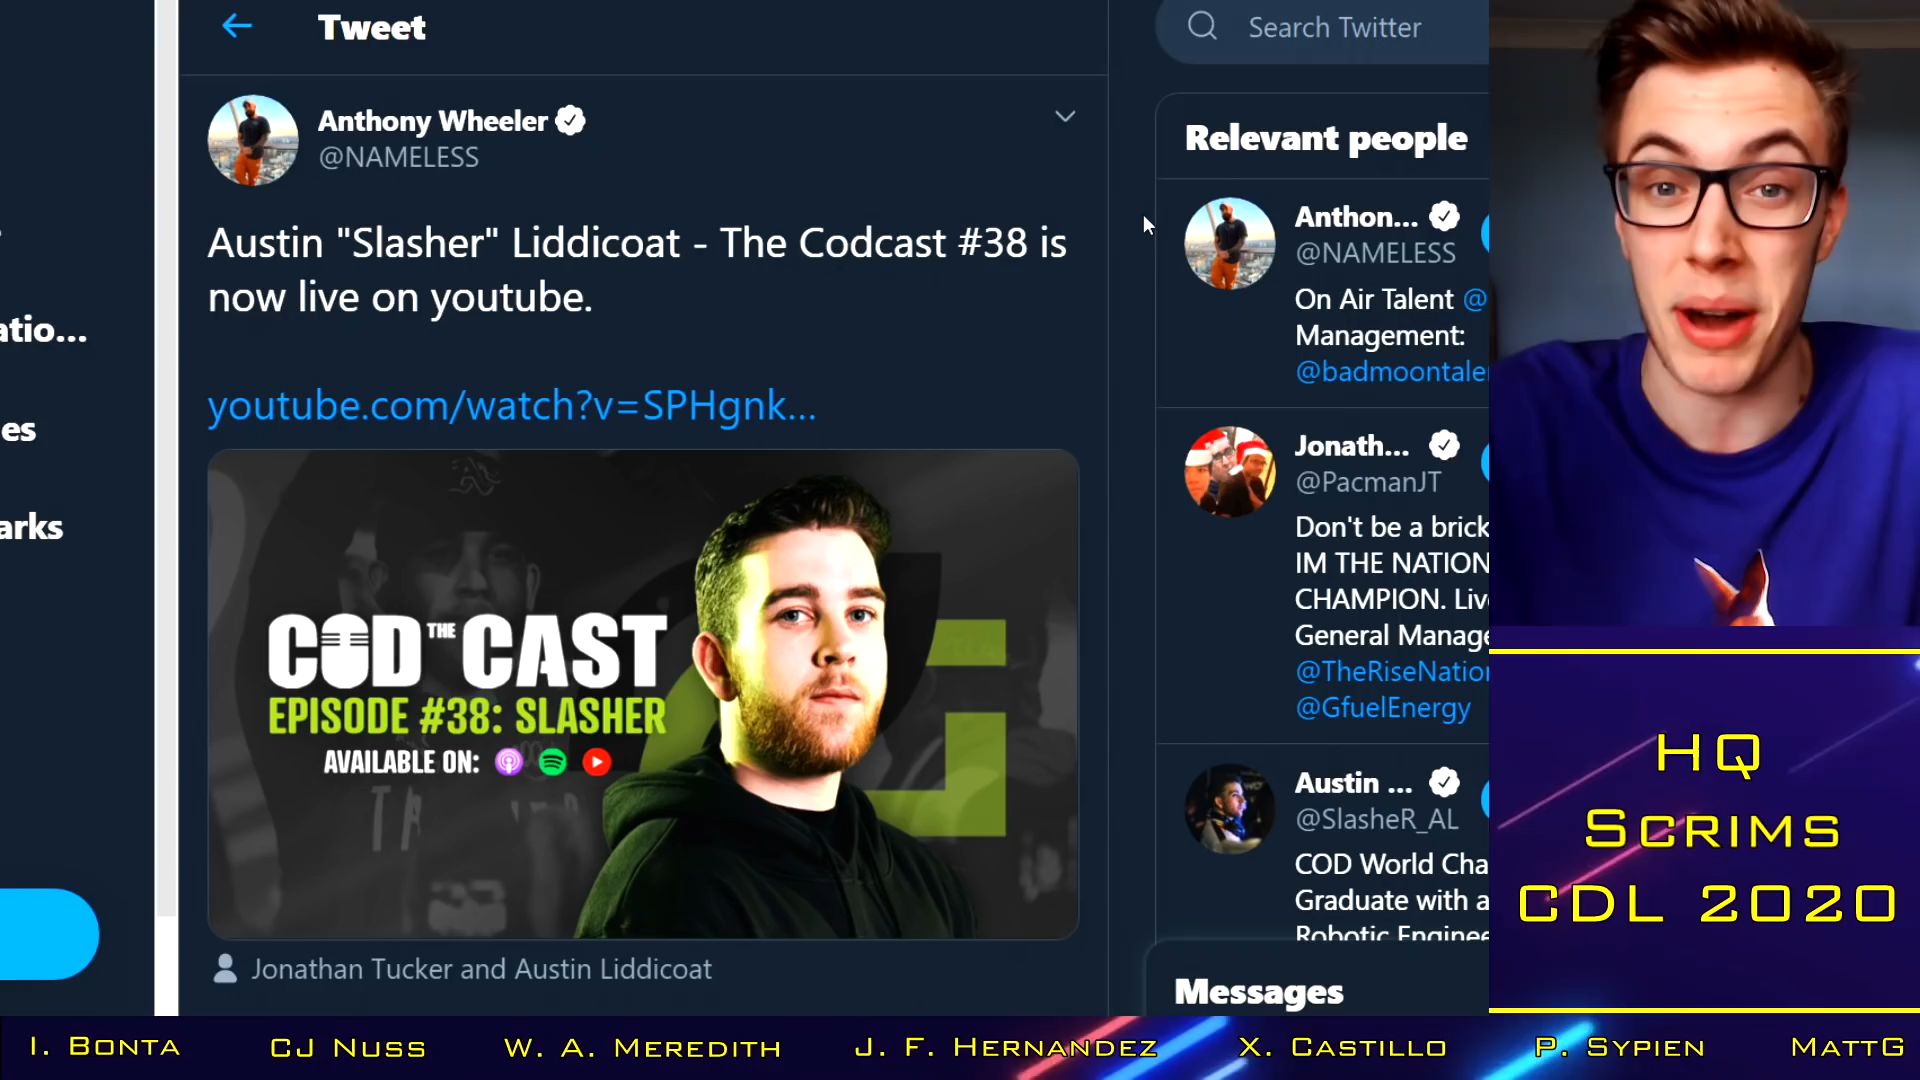 Tweet
Search Twitter
Anthony Wheeler
@NAMELESS
Austin "Slasher" Liddicoat - The Codcast #38 is
now live on youtube.
youtube.com/watch?v=SPHgnk...
COD THE CAST
EPISODE #38: SLASHER
AVAILABLE ON:
Jonathan Tucker and Austin Liddicoat
atio...
es
arks
Relevant people
Anthon...
@NAMELESS
On Air Talent @
Management:
@badmoontale
Jonath...
@PacmanJT
Don't be a brick
IM THE NATION
CHAMPION. Liv
General Manage
@TheRiseNation
@GfuelEnergy
Austin ...
@SlasheR_AL
COD World Cha
Graduate with a
Robotic Enginee
Messages
HQ
SCRIMS
CDL 2020
I. BONTA CJ NUSS W. A. MEREDITH J. F. HERNANDEZ X. CASTILLO P. SYPIEN MATTG